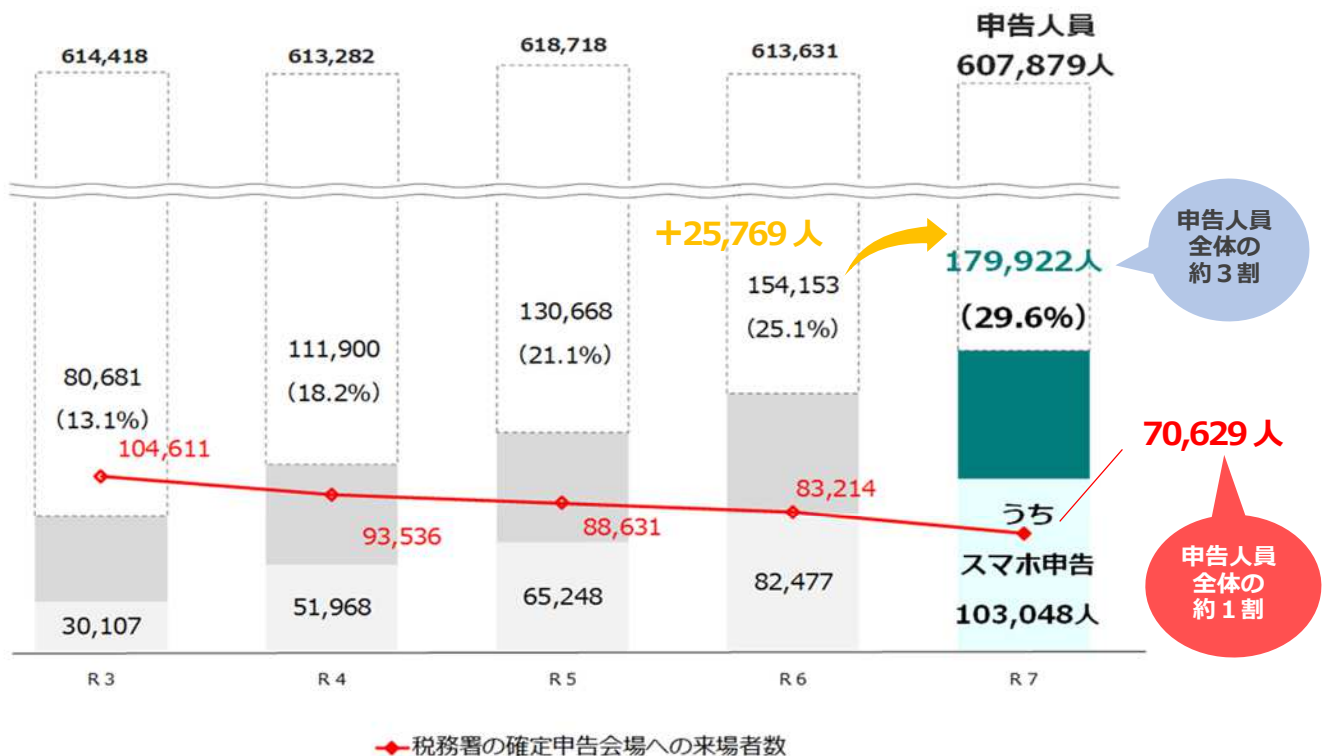 申告人員
607,879人
614,418
613,282
618,718
613,631
+25,769 人
申告人員
全体の
約3割
179,922人
(29.6%)
154,153
(25.1%)
130,668
(21.1%)
111,900
(18.2%)
80,681
(13.1%)
104,611
93,536
88,631
83,214
70,629 人
申告人員
全体の
約1割
うち
スマホ申告
103,048人
30,107
51,968
65,248
82,477
R3
R4
R5
R6
R7
税務署の確定申告会場への来場者数